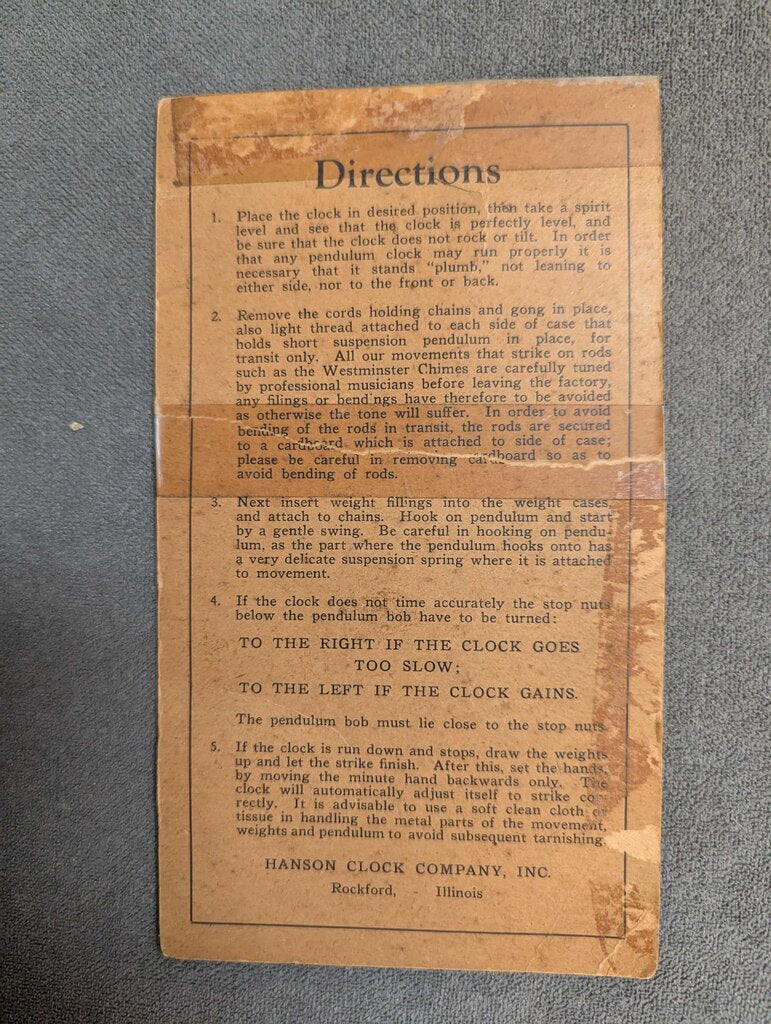 Directions
1. Place the clock in desired position, then take a spirit
level and see that the clock is perfectly level, and
be sure that the clock does not rock or tilt. In order
that any pendulum clock may run properly it is
necessary that it stands "plumb," not leaning to
either side, nor to the front or back.
2. Remove the cords holding chains and gong in place,
also light thread attached to each side of case that
holds short suspension pendulum in place, for
transit only. All our movements that strike on rods
such as the Westminster Chimes are carefully tuned
by professional musicians before leaving the factory,
any filings or bendings have therefore to be avoided
as otherwise the tone will suffer. In order to avoid
bending of the rods in transit, the rods are secured
to a cardboard which is attached to side of case;
please be careful in removing cardboard so as to
avoid bending of rods.
3. Next insert weight fillings into the weight cases,
and attach to chains. Hook on pendulum and start
by a gentle swing. Be careful in hooking on pendu-
lum, as the part where the pendulum hooks onto has
a very delicate suspension spring where it is attached
to movement.
4. If the clock does not time accurately the stop nuts
below the pendulum bob have to be turned:
TO THE RIGHT IF THE CLOCK GOES
TOO SLOW;
TO THE LEFT IF THE CLOCK GAINS.
The pendulum bob must lie close to the stop nuts
5. If the clock is run down and stops, draw the weights
up and let the strike finish. After this, set the hands,
by moving the minute hand backwards only. The
clock will automatically adjust itself to strike cor-
rectly. It is advisable to use a soft clean cloth or
tissue in handling the metal parts of the movement,
weights and pendulum to avoid subsequent tarnishing.
HANSON CLOCK COMPANY, INC.
Rockford, - Illinois